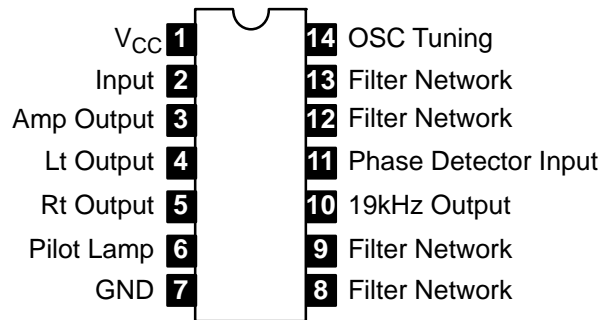 V_CC 1 14 OSC Tuning
Input 2 13 Filter Network
Amp Output 3 12 Filter Network
Lt Output 4 11 Phase Detector Input
Rt Output 5 10 19kHz Output
Pilot Lamp 6 9 Filter Network
GND 7 8 Filter Network